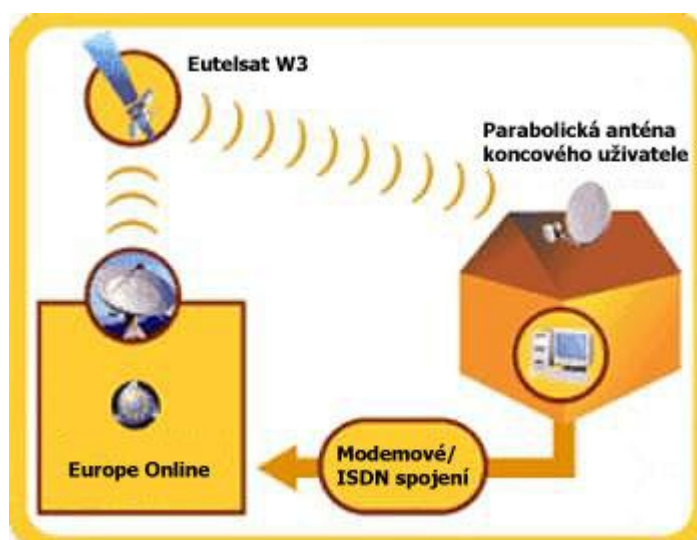 Eutelsat W3
Parabolická anténa
koncového uživatele
Europe Online
Modemové/
ISDN spojení